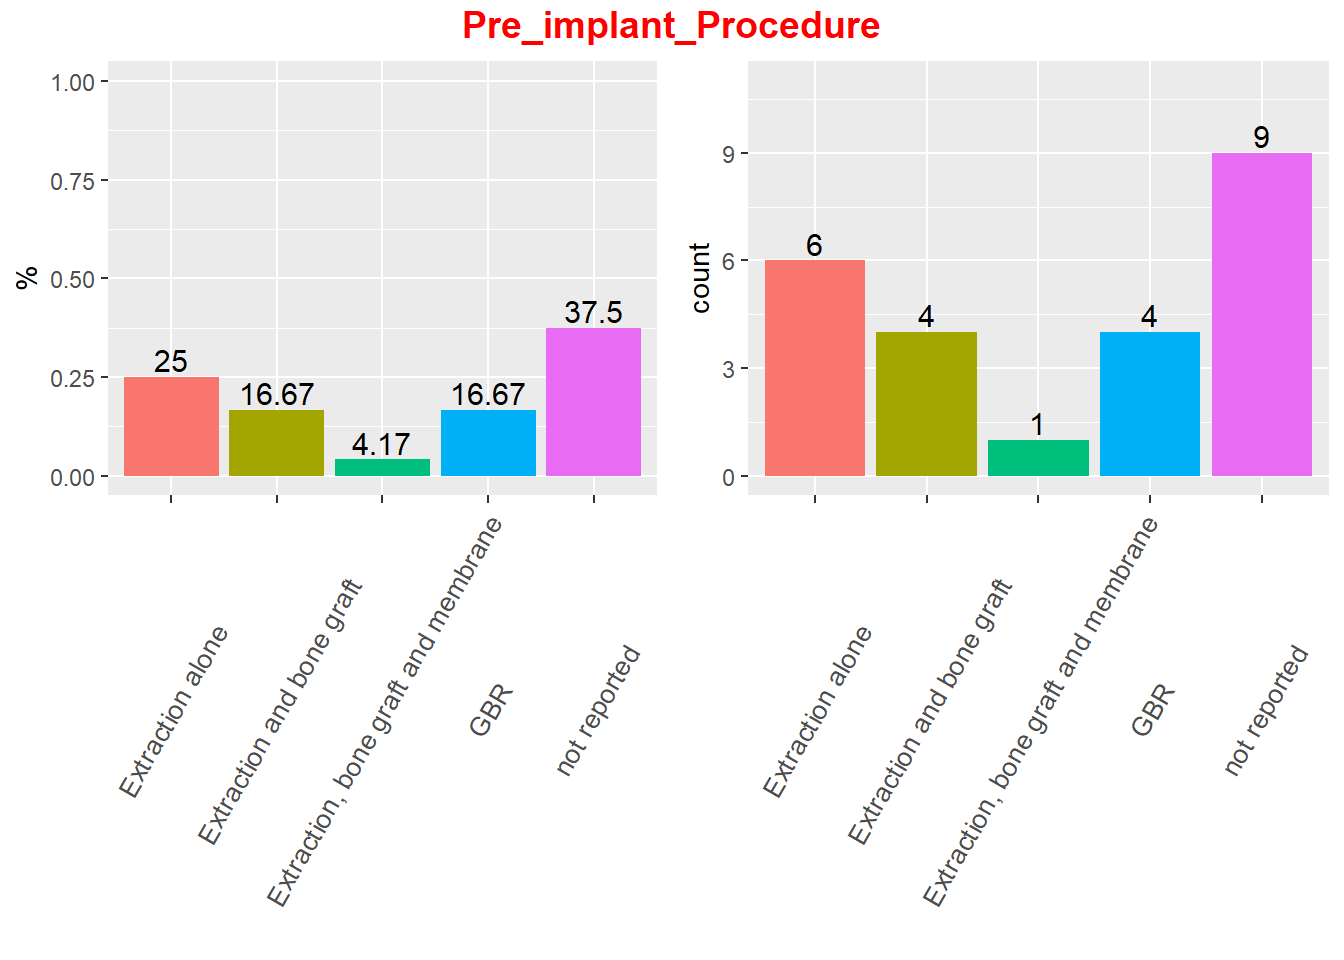 Pre_implant_Procedure
%
1.00
0.75
0.50
0.25
0.00
25
16.67
4.17
16.67
37.5
Extraction alone
Extraction and bone graft
Extraction, bone graft and membrane
GBR
not reported
count
9
6
3
0
6
4
1
4
9
Extraction alone
Extraction and bone graft
Extraction, bone graft and membrane
GBR
not reported